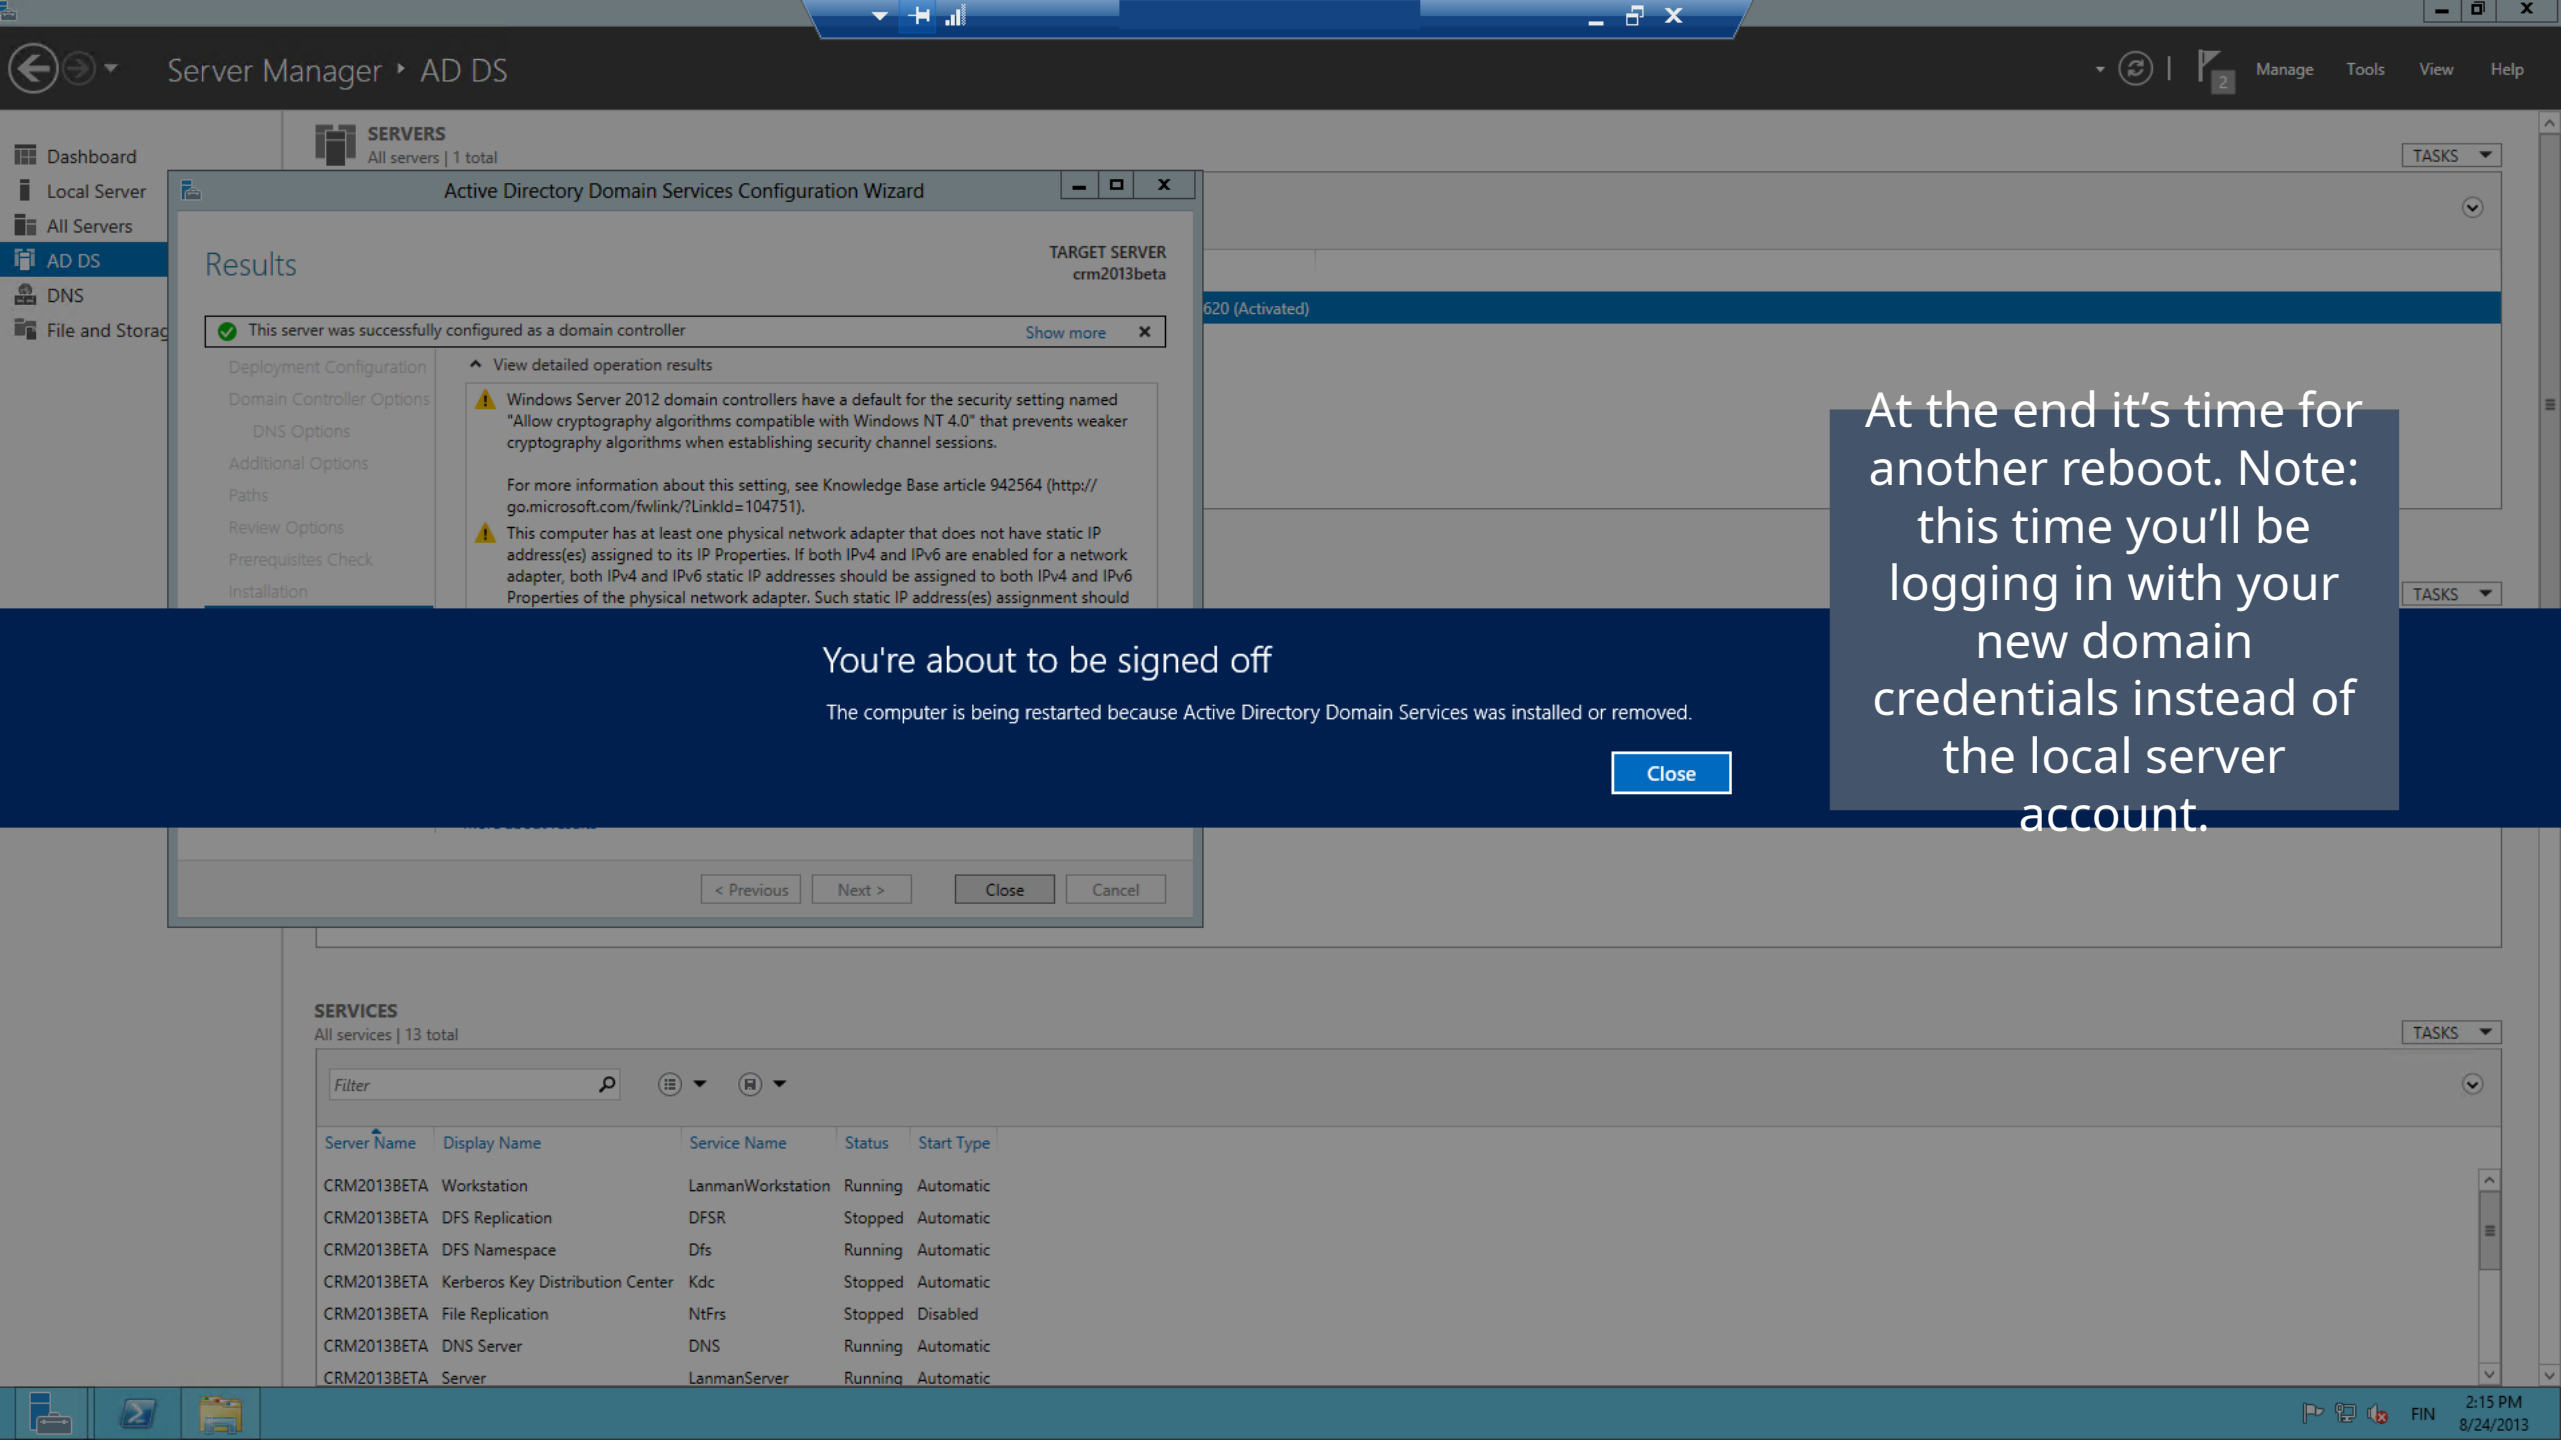 Server Manager ‣ AD DS
2
Manage Tools View Help
Dashboard
Local Server
All Servers
AD DS
DNS
File and Storag
SERVERS
All servers | 1 total
TASKS
620 (Activated)
Active Directory Domain Services Configuration Wizard
Results
TARGET SERVER
crm2013beta
This server was successfully configured as a domain controller
Show more
Deployment Configuration
Domain Controller Options
DNS Options
Additional Options
Paths
Review Options
Prerequisites Check
Installation
View detailed operation results
Windows Server 2012 domain controllers have a default for the security setting named
"Allow cryptography algorithms compatible with Windows NT 4.0" that prevents weaker
cryptography algorithms when establishing security channel sessions.
For more information about this setting, see Knowledge Base article 942564 (http://
go.microsoft.com/fwlink/?LinkId=104751).
This computer has at least one physical network adapter that does not have static IP
address(es) assigned to its IP Properties. If both IPv4 and IPv6 are enabled for a network
adapter, both IPv4 and IPv6 static IP addresses should be assigned to both IPv4 and IPv6
Properties of the physical network adapter. Such static IP address(es) assignment should
TASKS
You're about to be signed off
The computer is being restarted because Active Directory Domain Services was installed or removed.
Close
At the end it’s time for
another reboot. Note:
this time you’ll be
logging in with your
new domain
credentials instead of
the local server
account.
< Previous Next > Close Cancel
SERVICES
All services | 13 total
TASKS
Filter
Server Name Display Name Service Name Status Start Type
CRM2013BETA Workstation LanmanWorkstation Running Automatic
CRM2013BETA DFS Replication DFSR Stopped Automatic
CRM2013BETA DFS Namespace Dfs Running Automatic
CRM2013BETA Kerberos Key Distribution Center Kdc Stopped Automatic
CRM2013BETA File Replication NtFrs Stopped Disabled
CRM2013BETA DNS Server DNS Running Automatic
CRM2013BETA Server LanmanServer Running Automatic
FIN
2:15 PM
8/24/2013